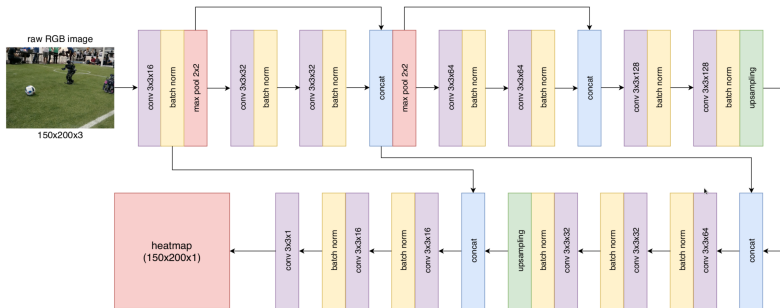 raw RGB image
150x200x3
conv 3x3x16
batch norm
max pool 2x2
conv 3x3x32
batch norm
conv 3x3x32
batch norm
concat
max pool 2x2
conv 3x3x64
batch norm
conv 3x3x64
batch norm
concat
conv 3x3x128
batch norm
conv 3x3x128
batch norm
upsampling
heatmap
(150x200x1)
conv 3x3x1
batch norm
conv 3x3x16
batch norm
conv 3x3x16
concat
upsampling
batch norm
conv 3x3x32
batch norm
conv 3x3x32
batch norm
conv 3x3x64
concat